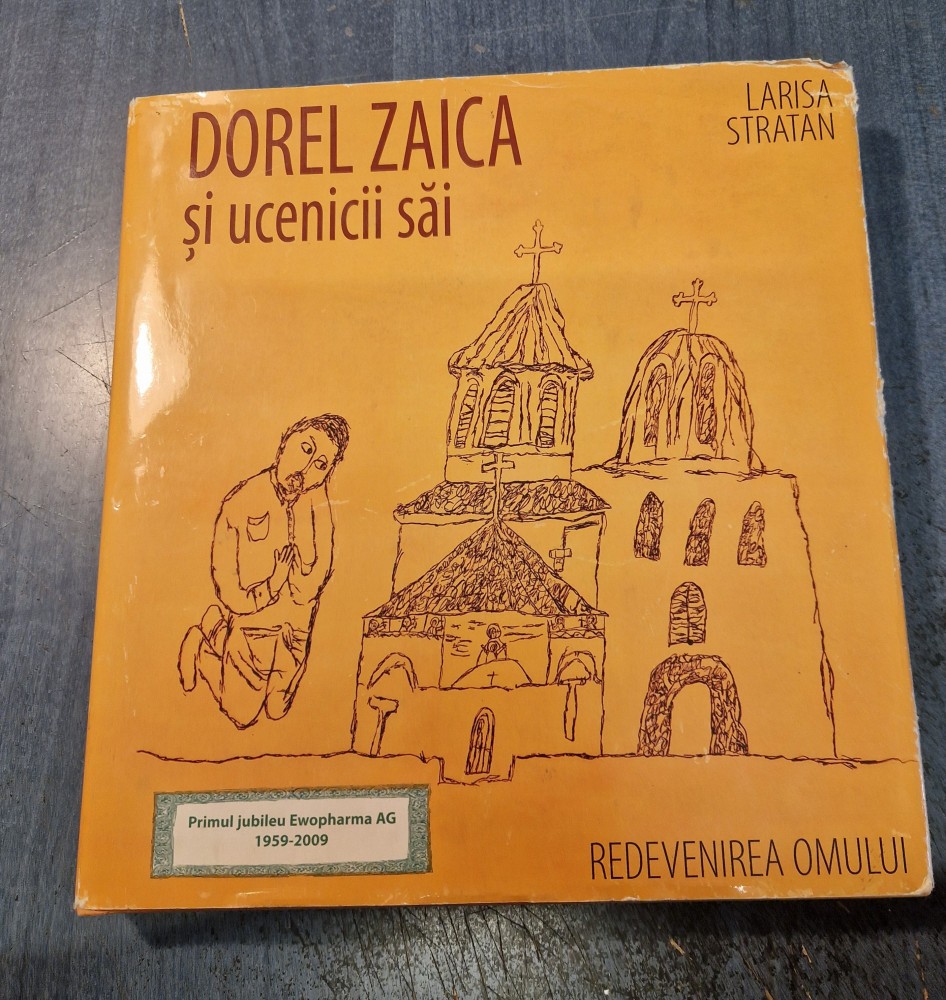 DOREL ZAICA
și ucenicii săi
LARISA
STRATAN
Primul jubileu Ewopharma AG
1959-2009
REDEVENIREA OMULUI